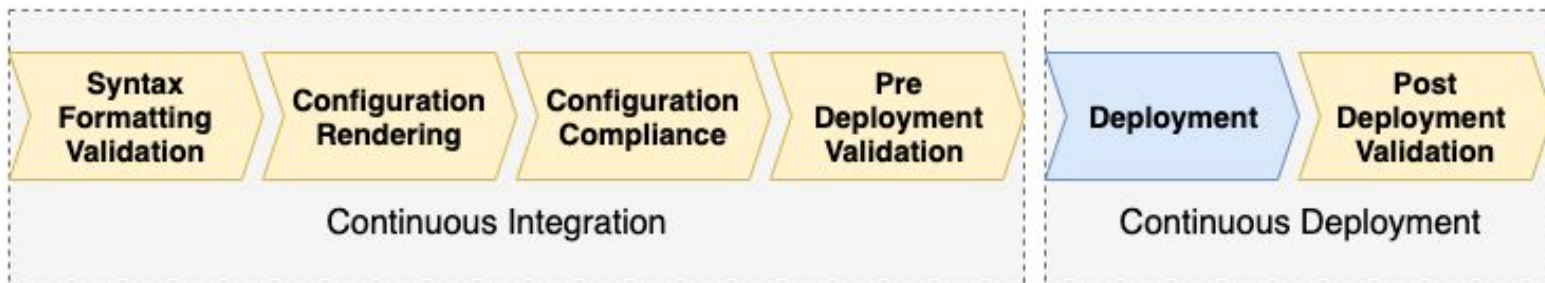 Syntax
Formatting
Validation
Configuration
Rendering
Configuration
Compliance
Pre
Deployment
Validation
Deployment
Post
Deployment
Validation
Continuous Integration
Continuous Deployment